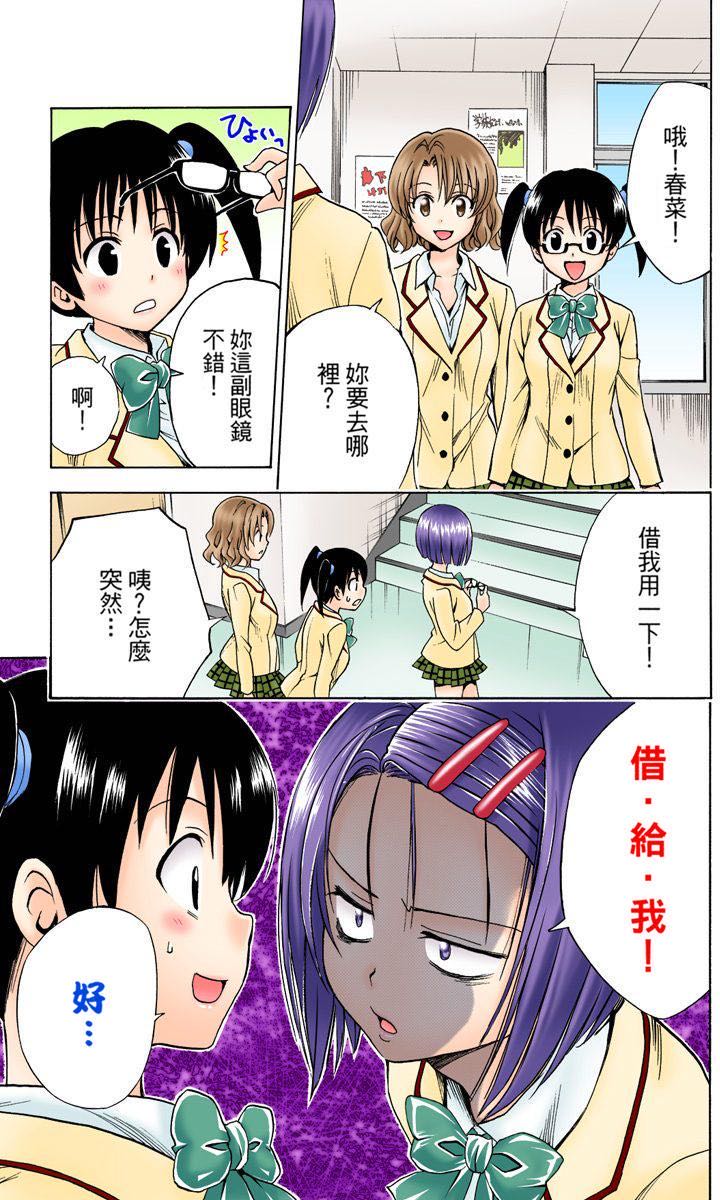 哦！春菜！
妳要去哪
裡？
ひょいっ
妳這副眼鏡
不錯！
啊！
借我用一下！
咦？怎麼
突然…
借・給・我！
好…